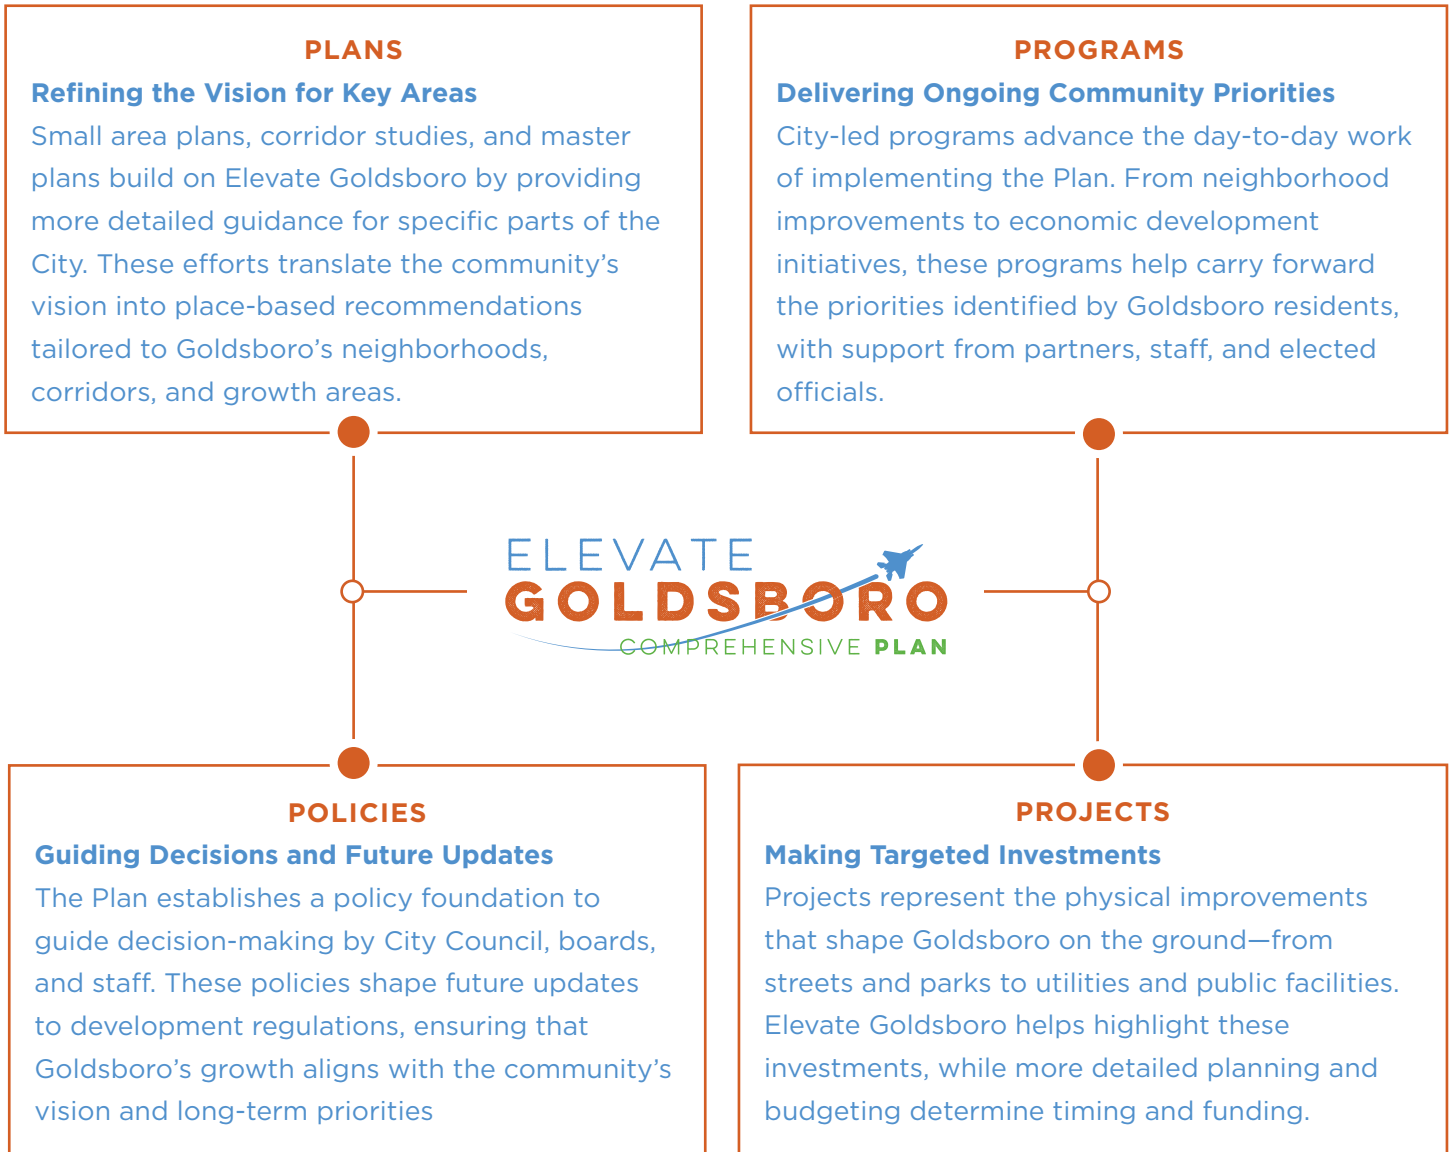 PLANS
Refining the Vision for Key Areas
Small area plans, corridor studies, and master
plans build on Elevate Goldsboro by providing
more detailed guidance for specific parts of the
City. These efforts translate the community’s
vision into place-based recommendations
tailored to Goldsboro’s neighborhoods,
corridors, and growth areas.
PROGRAMS
Delivering Ongoing Community Priorities
City-led programs advance the day-to-day work
of implementing the Plan. From neighborhood
improvements to economic development
initiatives, these programs help carry forward
the priorities identified by Goldsboro residents,
with support from partners, staff, and elected
officials.
ELEVATE
GOLDSBORO
COMPREHENSIVE PLAN
POLICIES
Guiding Decisions and Future Updates
The Plan establishes a policy foundation to
guide decision-making by City Council, boards,
and staff. These policies shape future updates
to development regulations, ensuring that
Goldsboro’s growth aligns with the community’s
vision and long-term priorities
PROJECTS
Making Targeted Investments
Projects represent the physical improvements
that shape Goldsboro on the ground—from
streets and parks to utilities and public facilities.
Elevate Goldsboro helps highlight these
investments, while more detailed planning and
budgeting determine timing and funding.